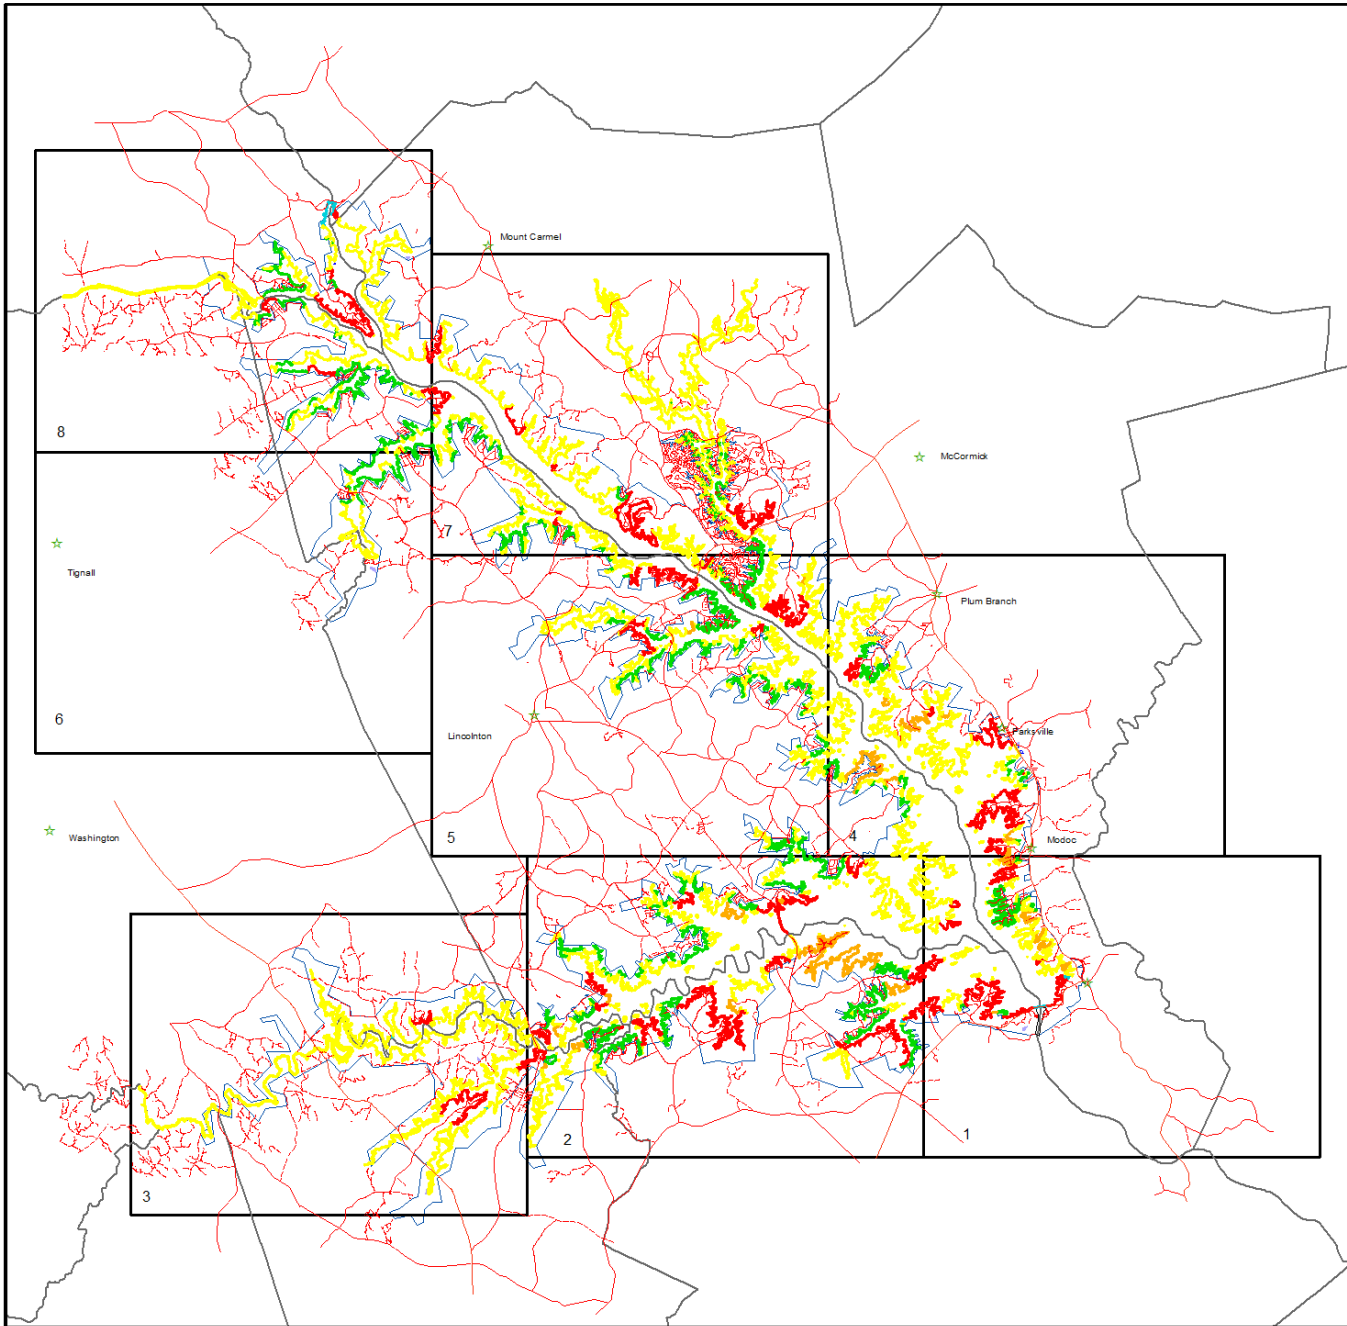 Mount Carmel
8
McCormick
7
Tignall
Plum Branch
6
Lincolnton
Parksville
Washington
5
4
Modoc
2
1
3